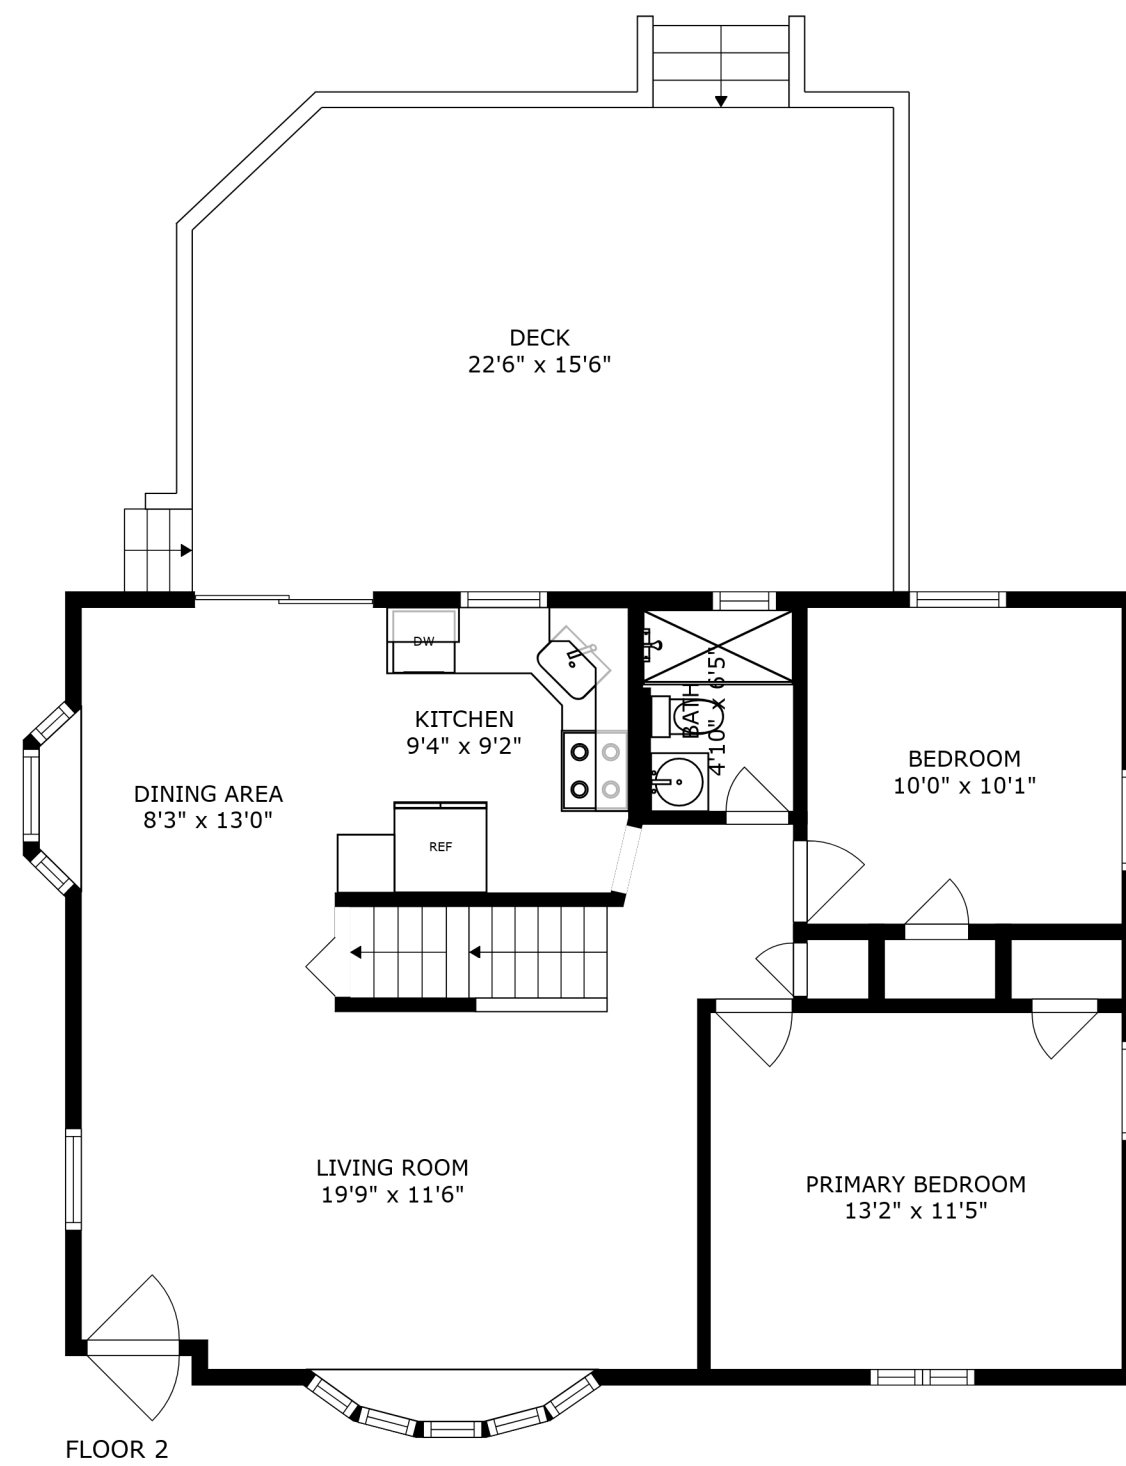 DECK
22'6" x 15'6"
DW
KITCHEN
9'4" x 9'2"
BATH
4'10" x 6'5"
BEDROOM
10'0" x 10'1"
DINING AREA
8'3" x 13'0"
REF
LIVING ROOM
19'9" x 11'6"
PRIMARY BEDROOM
13'2" x 11'5"
FLOOR 2